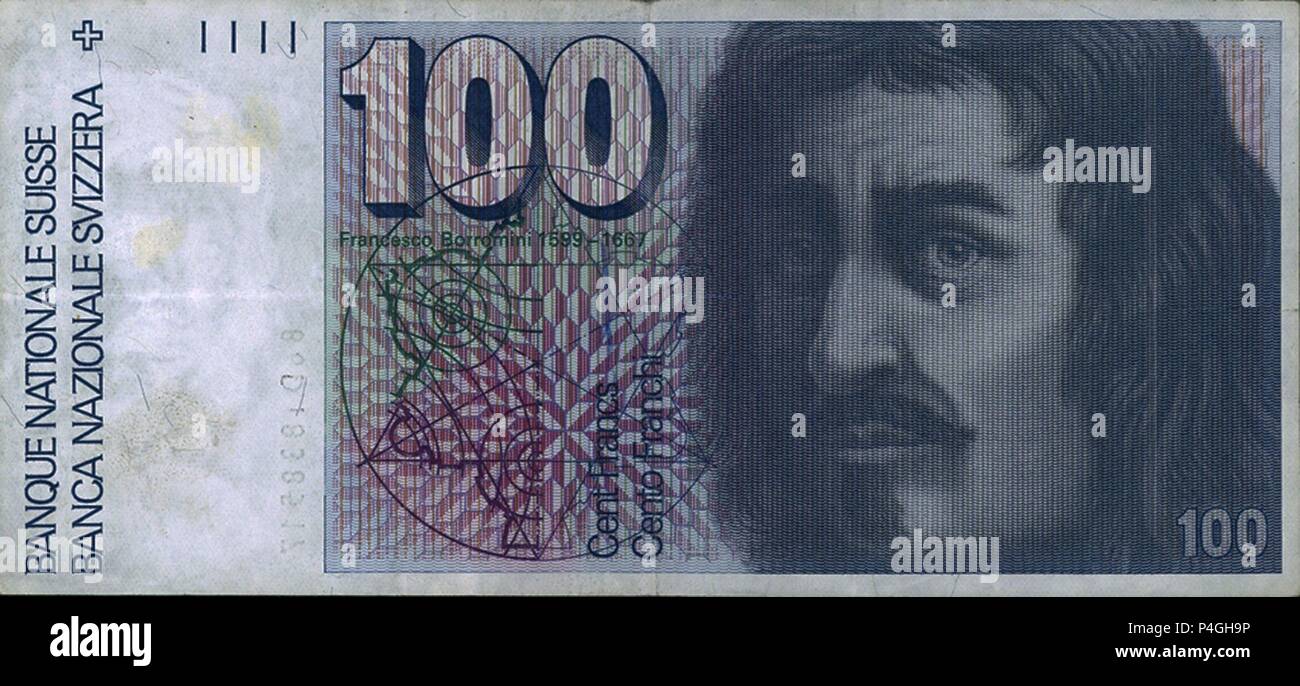 BANQUE NATIONALE SUISSE
BANCA NAZIONALE SVIZZERA
100
Francesco Borromini 1599 – 1667
Cent Francs
Cento Franchi
100
alamy
alamy
alamy
alamy
alamy
a
a
a
a
a
a
a
a
a
a
alamy
Image ID: P4GH9P
www.alamy.com